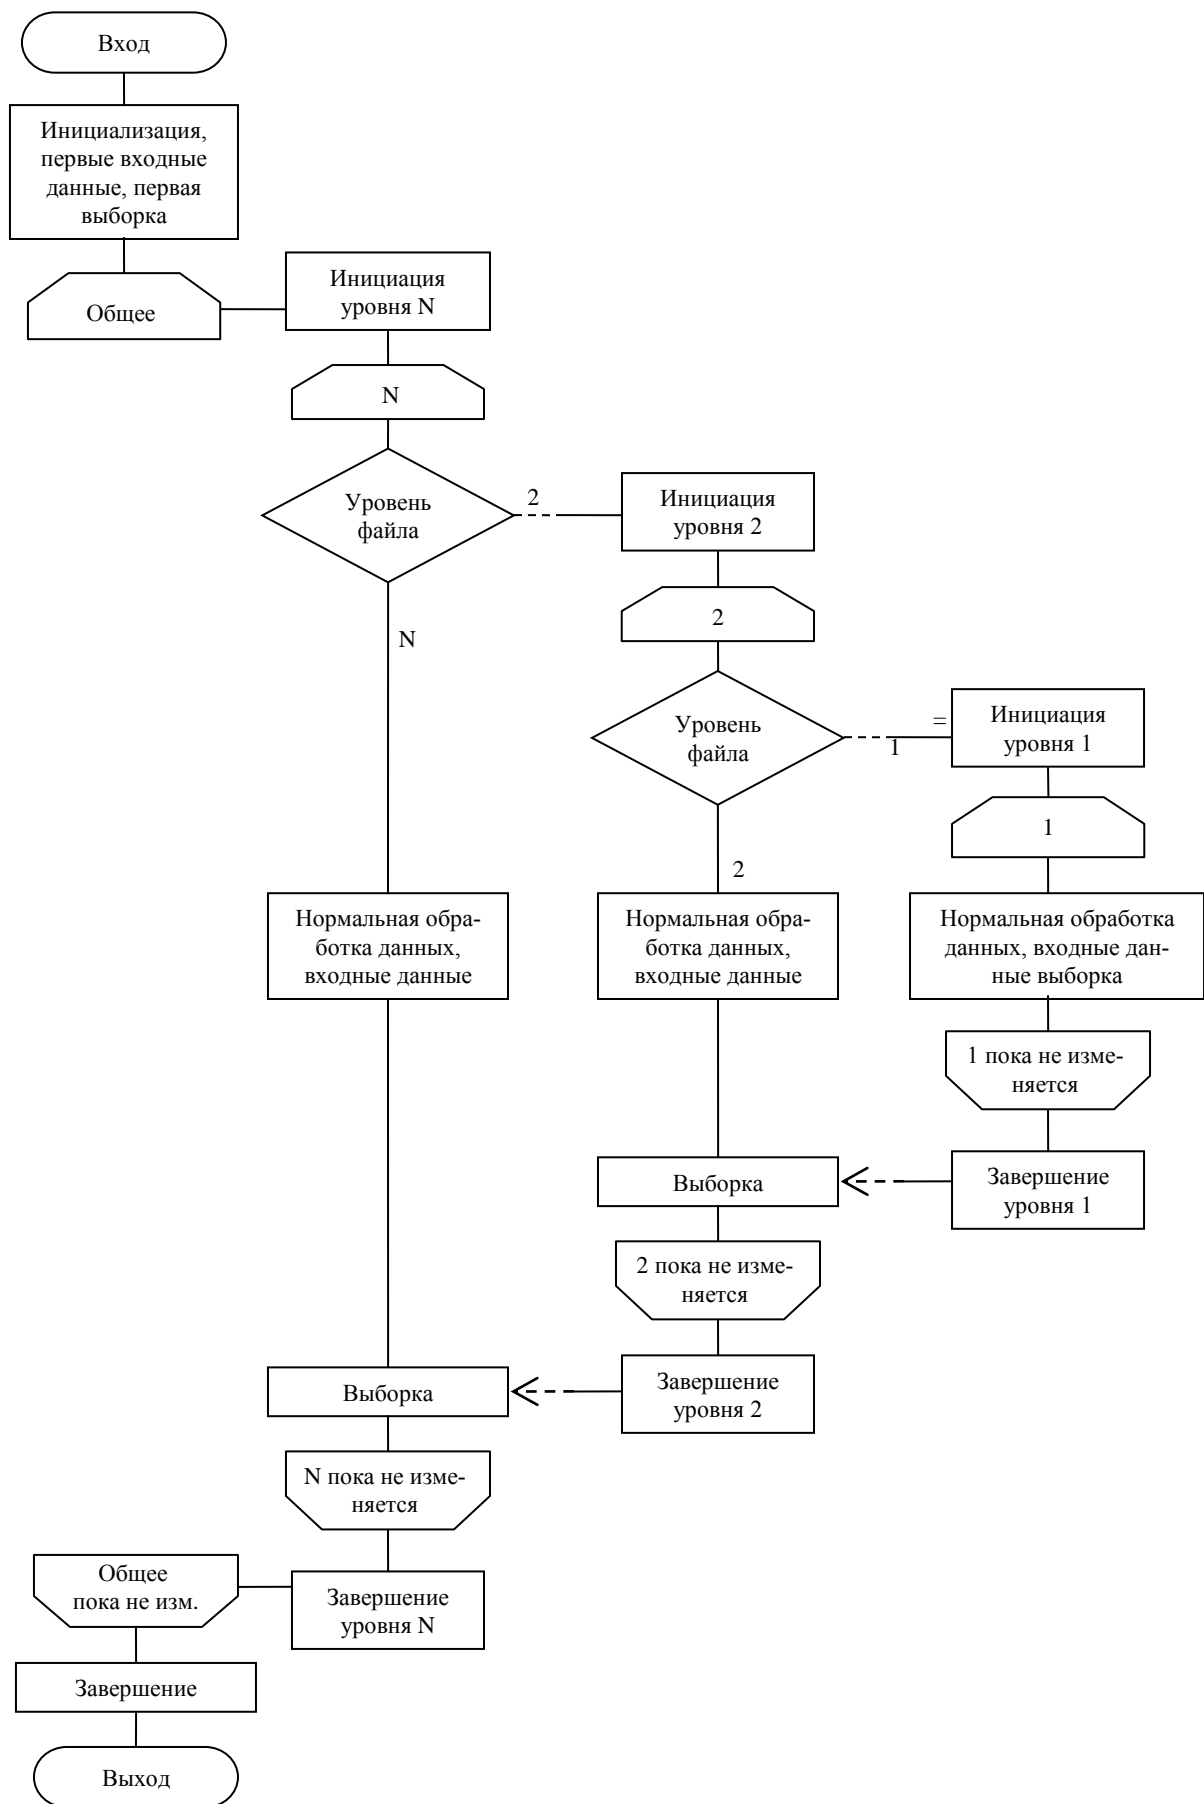 Вход
Инициализация,
первые входные
данные, первая
выборка
Общее
Инициация
уровня N
N
Уровень
файла
2
N
Инициация
уровня 2
2
Уровень
файла
=
1
2
Инициация
уровня 1
1
Нормальная обра-
ботка данных,
входные данные
Нормальная обра-
ботка данных,
входные данные
Нормальная обработка
данных, входные дан-
ные выборка
1 пока не изме-
няется
Завершение
уровня 1
Выборка
2 пока не изме-
няется
Завершение
уровня 2
Выборка
N пока не изме-
няется
Завершение
уровня N
Общее
пока не изм.
Завершение
Выход